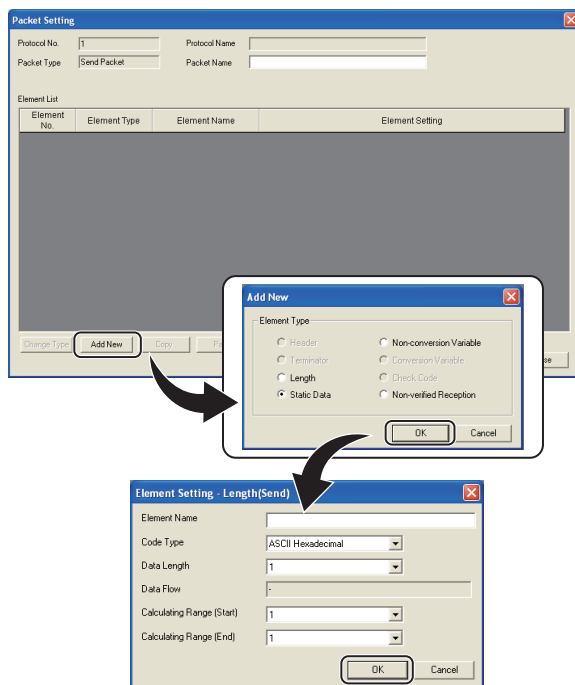 Packet Setting
Protocol No. 1 Protocol Name
Packet Type Send Packet Packet Name
Element List
Element No. Element Type Element Name Element Setting
Change Type Add New Copy Pa
se
Add New
Element Type
Header Non-conversion Variable
Terminator Conversion Variable
Length Check Code
Static Data Non-verified Reception
OK Cancel
Element Setting - Length(Send)
Element Name
Code Type ASCII Hexadecimal
Data Length 1
Data Flow -
Calculating Range (Start) 1
Calculating Range (End) 1
OK Cancel